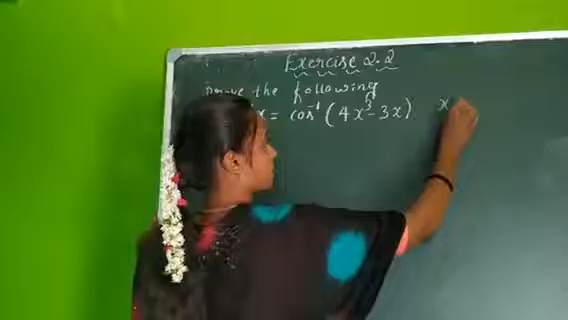 Exercise 2.2
Prove the following
x = cos⁻¹ (4x³ - 3x) x